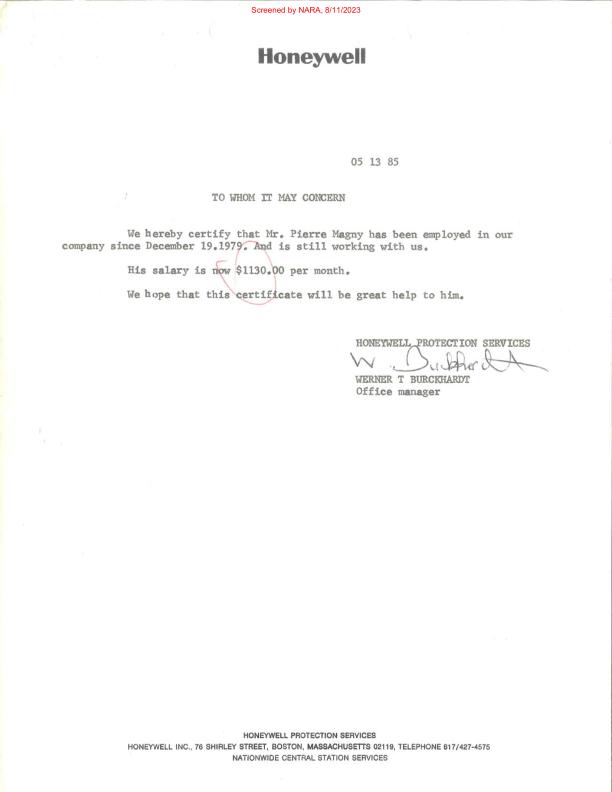 Screened by NARA, 8/11/2023
Honeywell
05 13 85
TO WHOM IT MAY CONCERN
We hereby certify that Mr. Pierre Magny has been employed in our
company since December 19.1979. And is still working with us.
His salary is now $1130.00 per month.
We hope that this certificate will be great help to him.
HONEYWELL PROTECTION SERVICES
W. Burckhardt
WERNER T BURCKHARDT
Office manager
HONEYWELL PROTECTION SERVICES
HONEYWELL INC., 76 SHIRLEY STREET, BOSTON, MASSACHUSETTS 02119, TELEPHONE 617/427-4575
NATIONWIDE CENTRAL STATION SERVICES